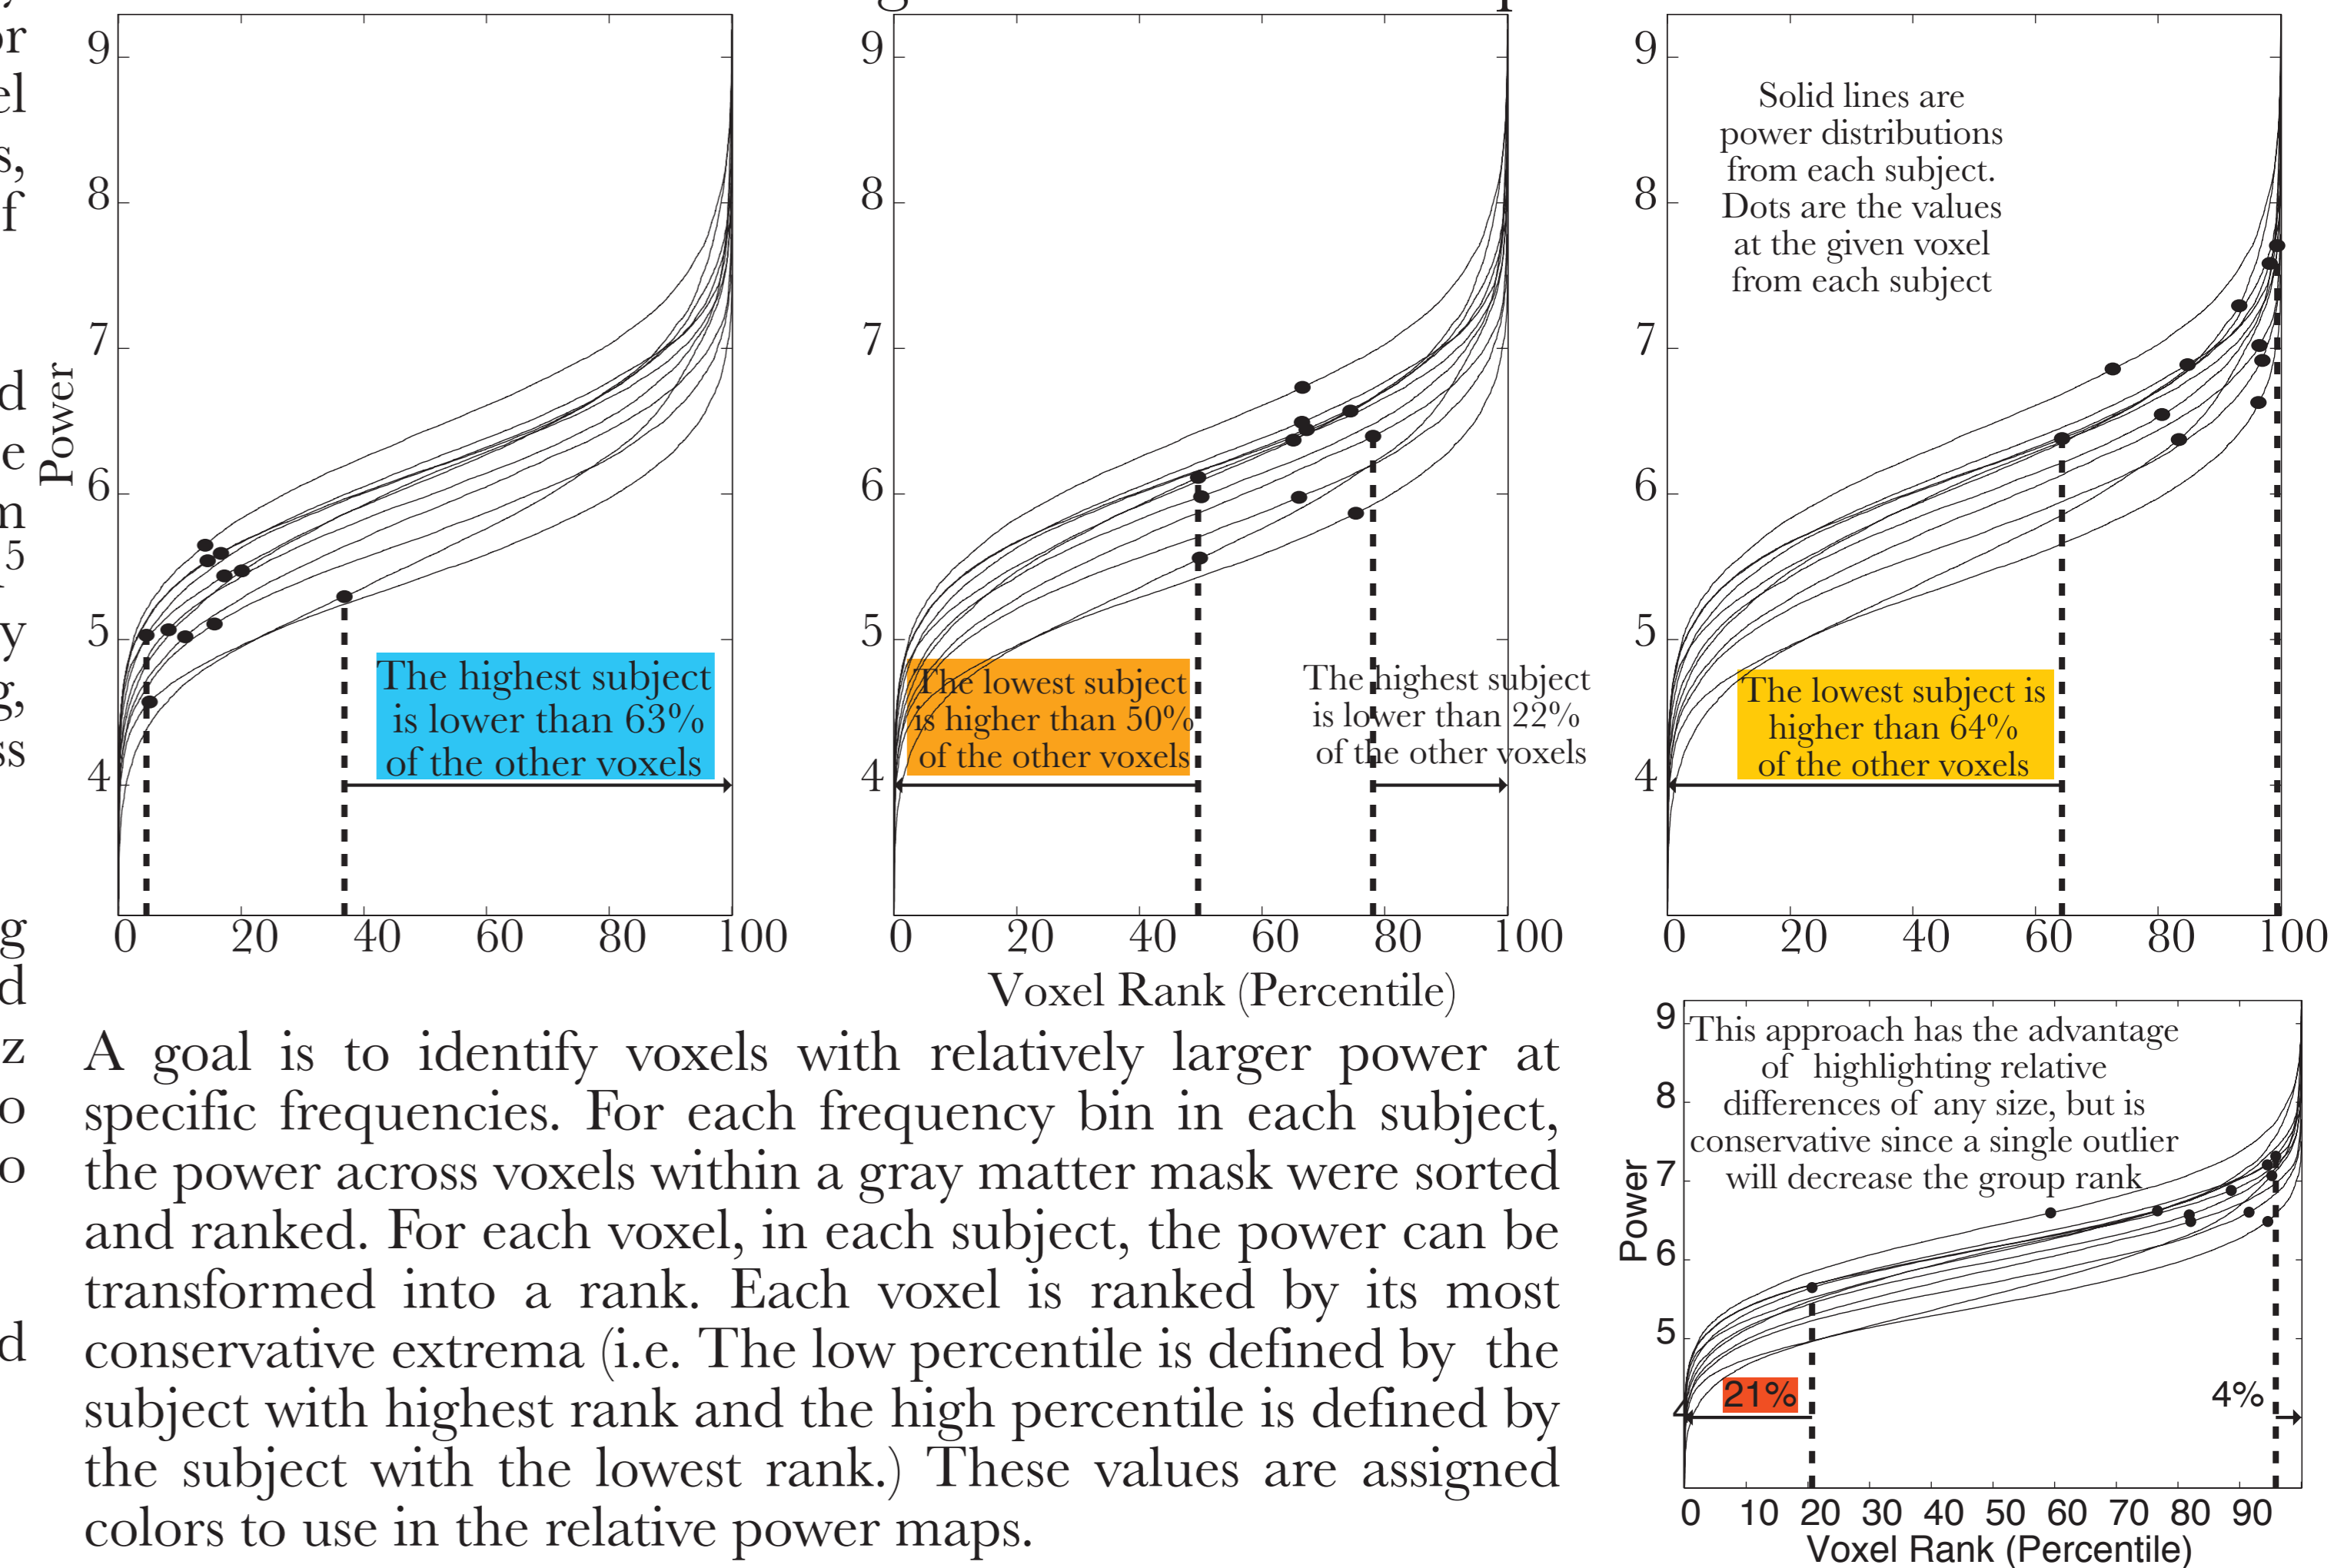 or
el
s,
f
d
e
m
5
y
g,
ss
g
d
z
o
o
d
9
8
7
6
5
4
Power
The highest subject
is lower than 63%
of the other voxels
0 20 40 60 80 100
9
8
7
6
5
4
The lowest subject
is higher than 50%
of the other voxels
The highest subject
is lower than 22%
of the other voxels
0 20 40 60 80 100
Voxel Rank (Percentile)
9
8
7
6
5
4
Solid lines are
power distributions
from each subject.
Dots are the values
at the given voxel
from each subject
The lowest subject is
higher than 64%
of the other voxels
0 20 40 60 80 100
A goal is to identify voxels with relatively larger power at
specific frequencies. For each frequency bin in each subject,
the power across voxels within a gray matter mask were sorted
and ranked. For each voxel, in each subject, the power can be
transformed into a rank. Each voxel is ranked by its most
conservative extrema (i.e. The low percentile is defined by the
subject with highest rank and the high percentile is defined by
the subject with the lowest rank.) These values are assigned
colors to use in the relative power maps.
9
8
7
6
5
4
Power
This approach has the advantage
of highlighting relative
differences of any size, but is
conservative since a single outlier
will decrease the group rank
21%
4%
0 10 20 30 40 50 60 70 80 90
Voxel Rank (Percentile)